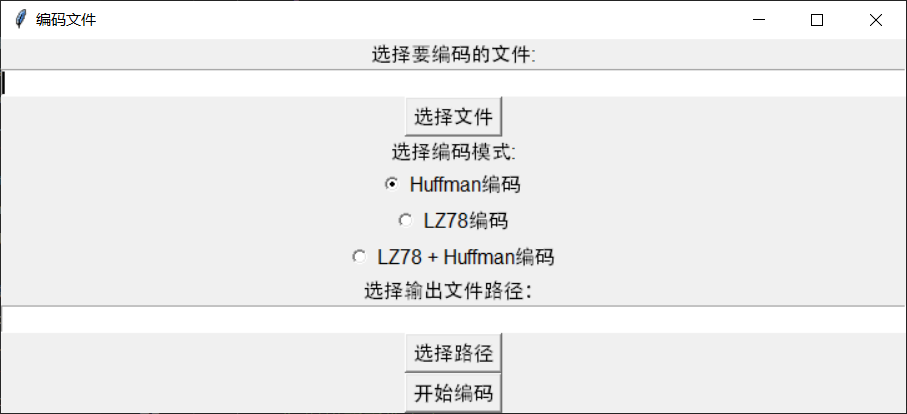 编码文件
选择要编码的文件:
选择文件
选择编码模式:
Huffman编码
LZ78编码
LZ78 + Huffman编码
选择输出文件路径：
选择路径
开始编码